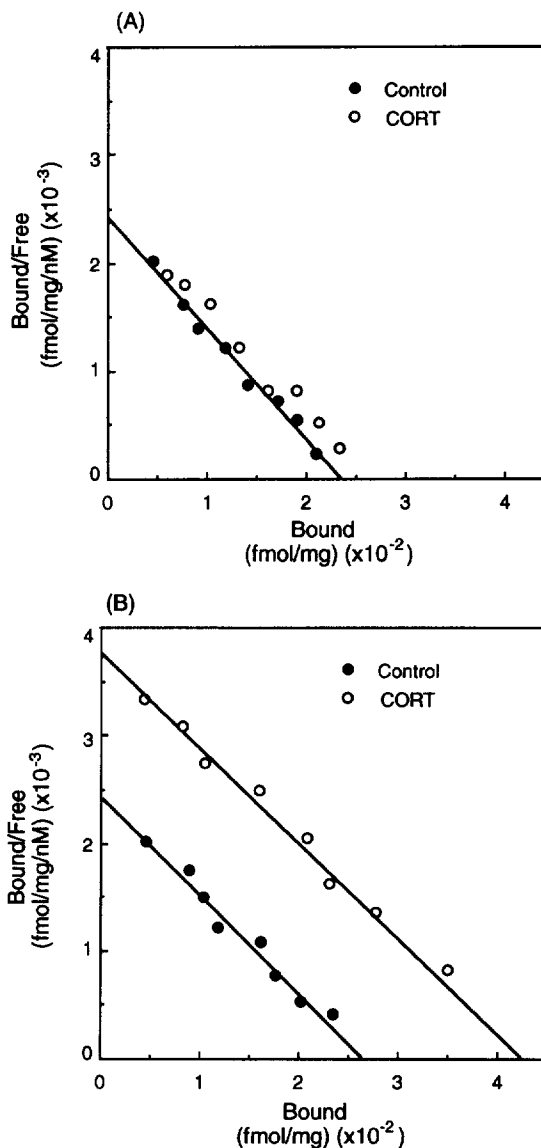 (A)
4
3
2
1
0
Bound/Free
(fmol/mg/nM) (x10⁻³)
● Control
○ CORT
0 1 2 3 4
Bound
(fmol/mg) (x10⁻²)
(B)
4
3
2
1
0
Bound/Free
(fmol/mg/nM) (x10⁻³)
● Control
○ CORT
0 1 2 3 4
Bound
(fmol/mg) (x10⁻²)